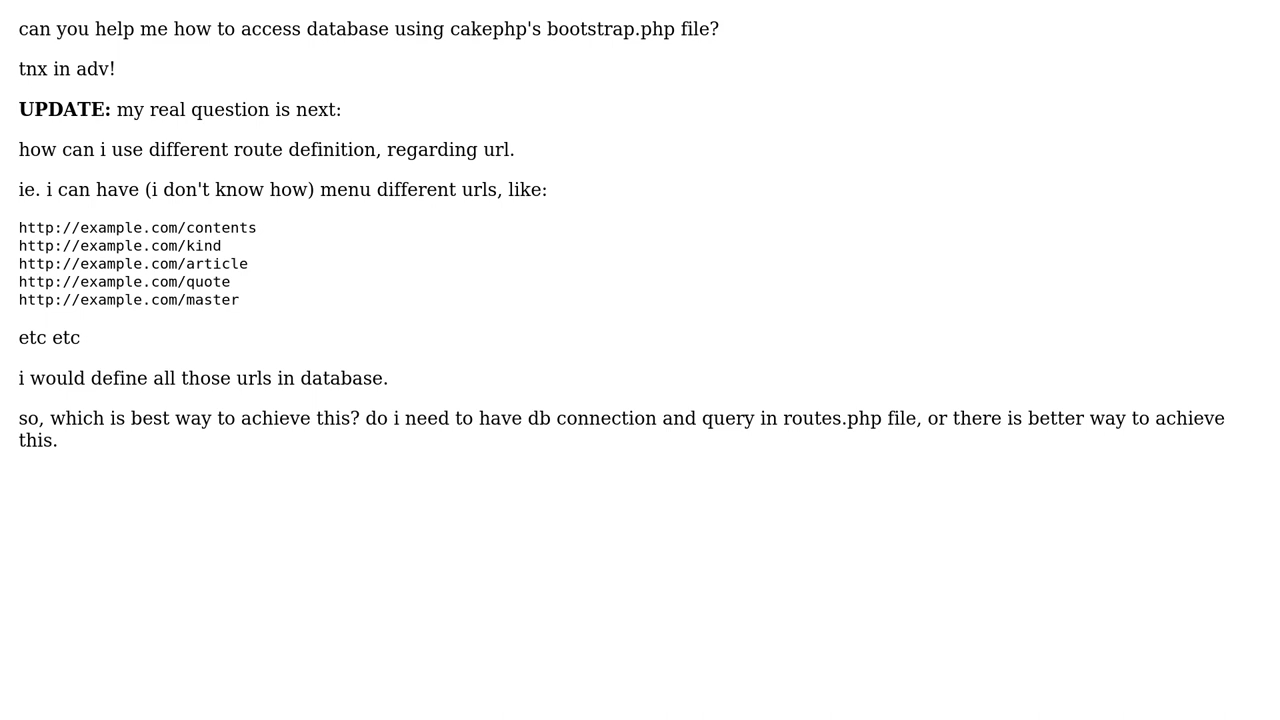 can you help me how to access database using cakephp's bootstrap.php file?
tnx in adv!
UPDATE: my real question is next:
how can i use different route definition, regarding url.
ie. i can have (i don't know how) menu different urls, like:
http://example.com/contents
http://example.com/kind
http://example.com/article
http://example.com/quote
http://example.com/master
etc etc
i would define all those urls in database.
so, which is best way to achieve this? do i need to have db connection and query in routes.php file, or there is better way to achieve
this.